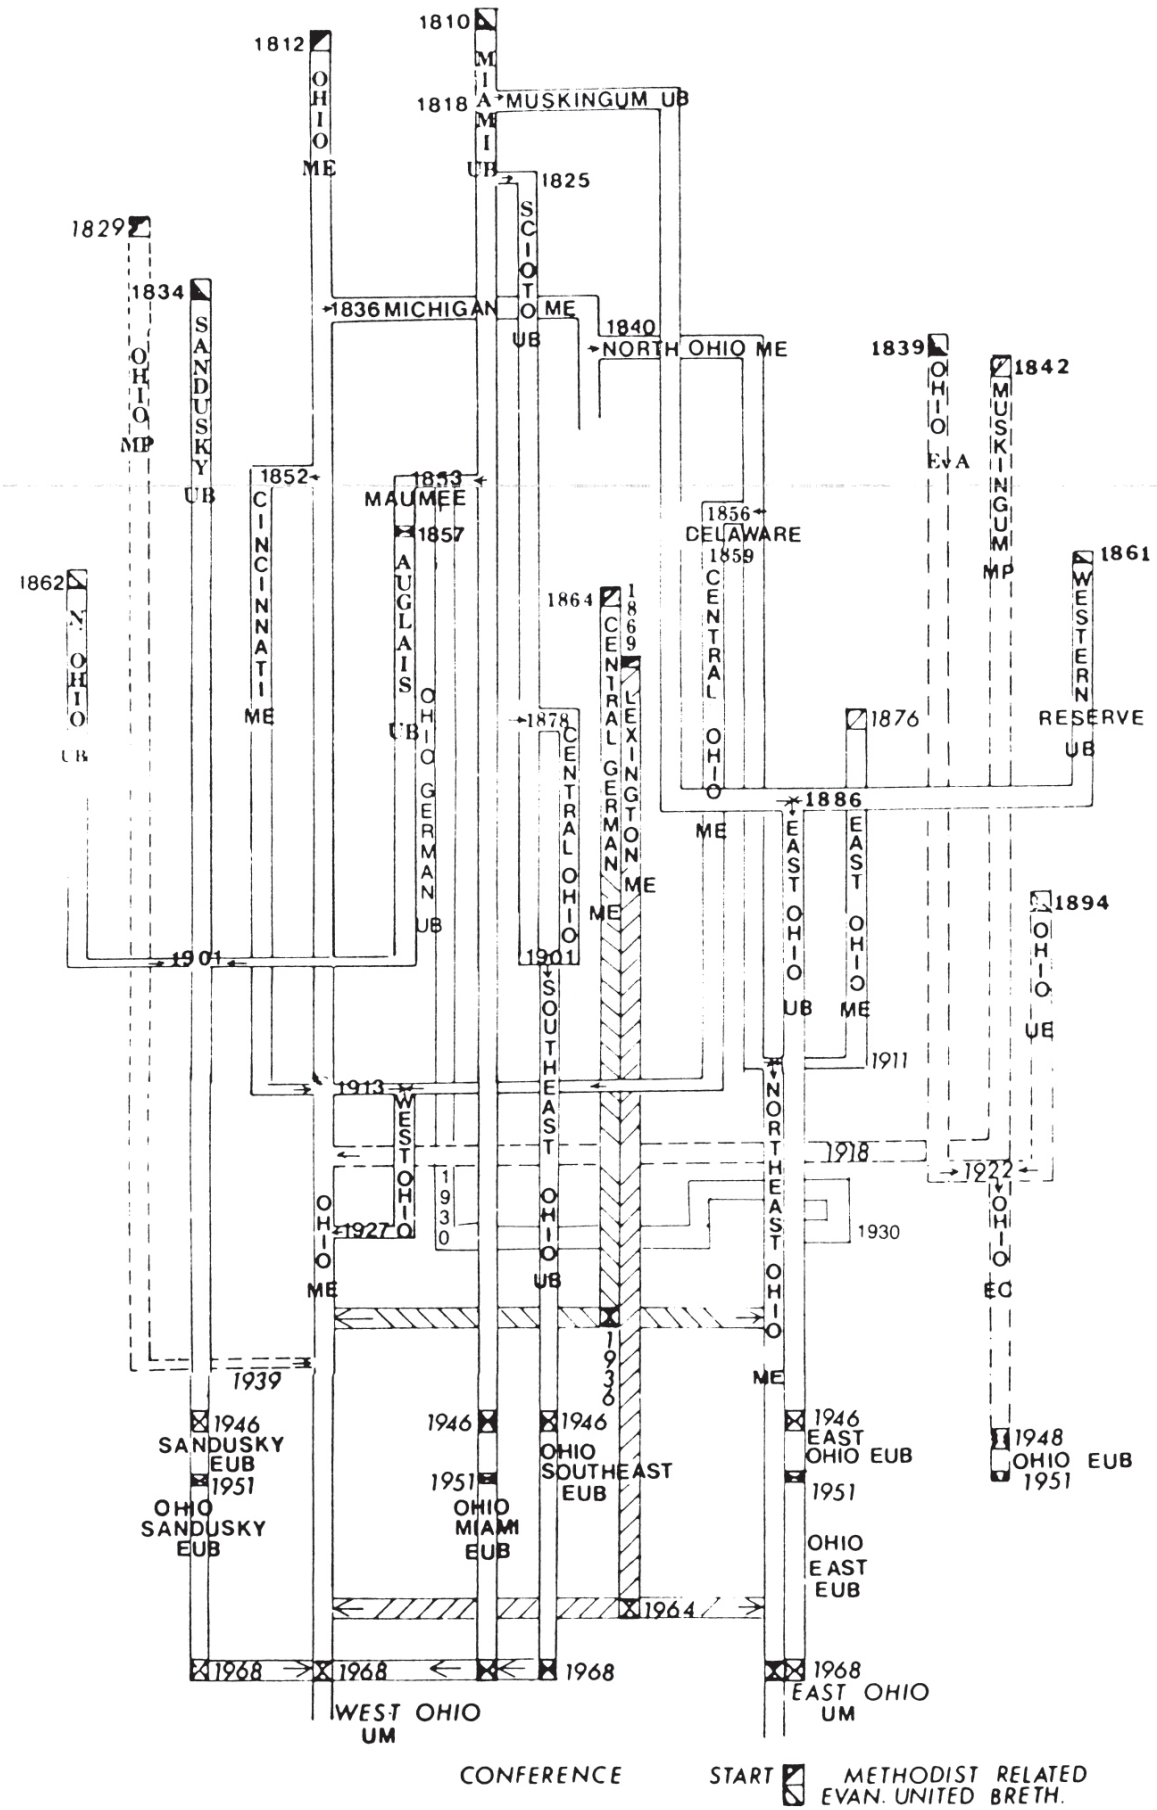 1810
1812
MIAMI UB
OHIO ME
1818
MUSKINGUM UB
1825
SCIOTO UB
1829
OHIO MP
1834
SANDUSKY UB
1836 MICHIGAN ME
1840
NORTH OHIO ME
1839
OHIO EvA
1842
MUSKINGUM MP
1852
CINCINNATI ME
1853
MAUMEE
1857
AUGLAIS UB
OHIO GERMAN UB
1856
DELAWARE
1859
CENTRAL OHIO ME
1861
WESTERN RESERVE UB
1862
N. OHIO UB
1864
CENTRAL GERMAN ME
1869
LEXINGTON ME
1878
CENTRAL OHIO
1876
EAST OHIO ME
1886
EAST OHIO UB
1894
OHIO UE
1901
1901
SOUTHEAST OHIO UB
1911
NORTHEAST OHIO ME
1913
WEST OHIO
1918
1922
OHIO EC
1927
OHIO ME
1930
1930
1936
1939
1946
SANDUSKY EUB
1951
OHIO SANDUSKY EUB
1946
1951
OHIO MIAMI EUB
1946
OHIO SOUTHEAST EUB
1946
EAST OHIO EUB
1951
OHIO EAST EUB
1948
OHIO EUB
1951
1964
1968
1968
1968
1968
WEST OHIO
UM
EAST OHIO
UM
CONFERENCE START METHODIST RELATED
EVAN. UNITED BRETH.